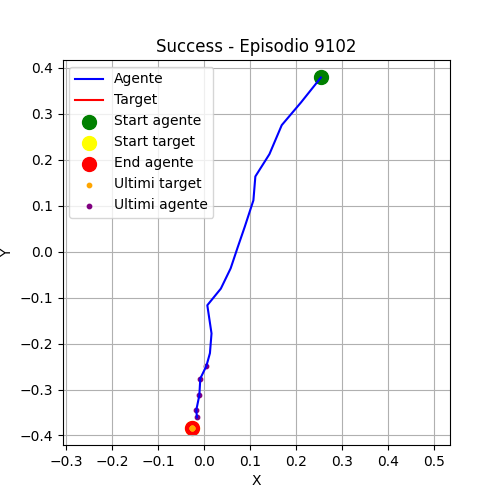 Success - Episodio 9102
Agente
Target
Start agente
Start target
End agente
Ultimi target
Ultimi agente
0.4
0.3
0.2
0.1
0.0
−0.1
−0.2
−0.3
−0.4
Y
−0.3 −0.2 −0.1 0.0 0.1 0.2 0.3 0.4 0.5
X